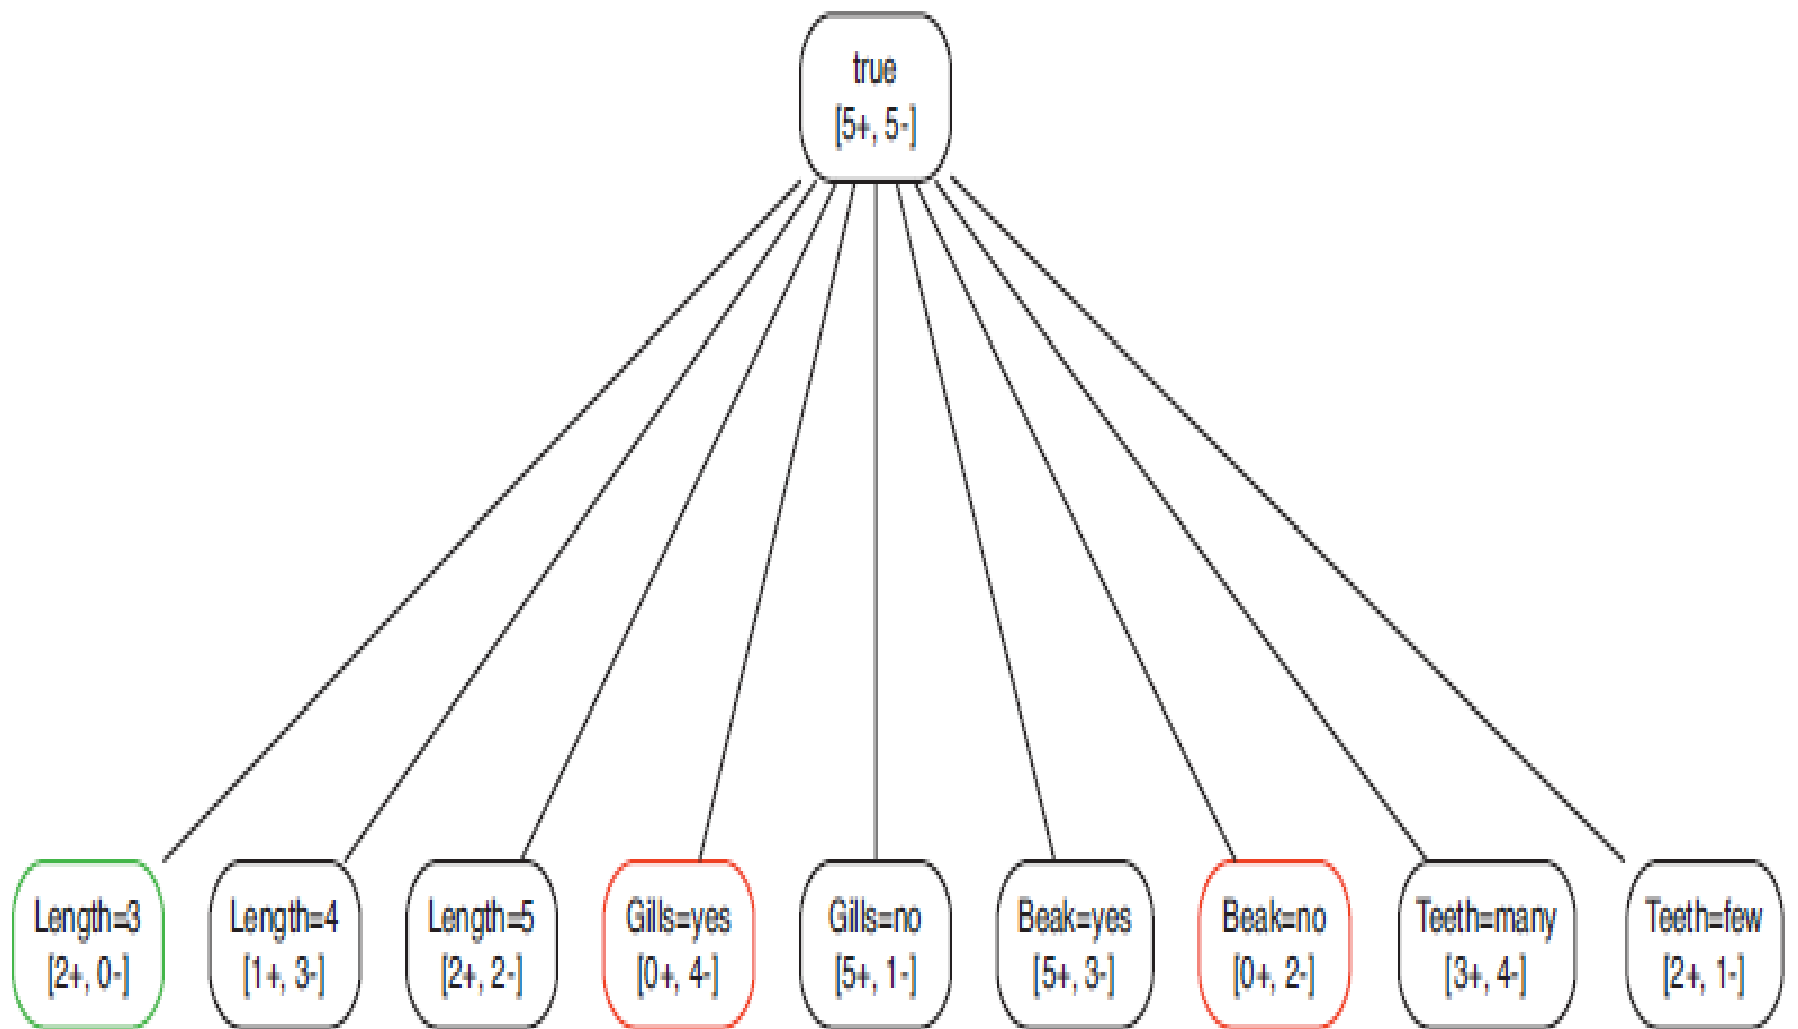 true
[5+, 5-]
Length=3
[2+, 0-]
Length=4
[1+, 3-]
Length=5
[2+, 2-]
Gills=yes
[0+, 4-]
Gills=no
[5+, 1-]
Beak=yes
[5+, 3-]
Beak=no
[0+, 2-]
Teeth=many
[3+, 4-]
Teeth=few
[2+, 1-]